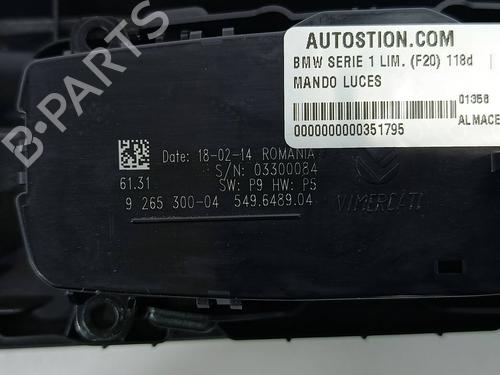 AUTOSTION.COM
BMW SERIE 1 LIM. (F20) 118d
MANDO LUCES
01358
0000000000351795
ALMACE
B-PARTS
Date: 18-02-14 ROMANIA
S/N: 03300084
61.31
SW: P9 HW: P5
9 265 300-04 549.6489.04
VIMERCATI